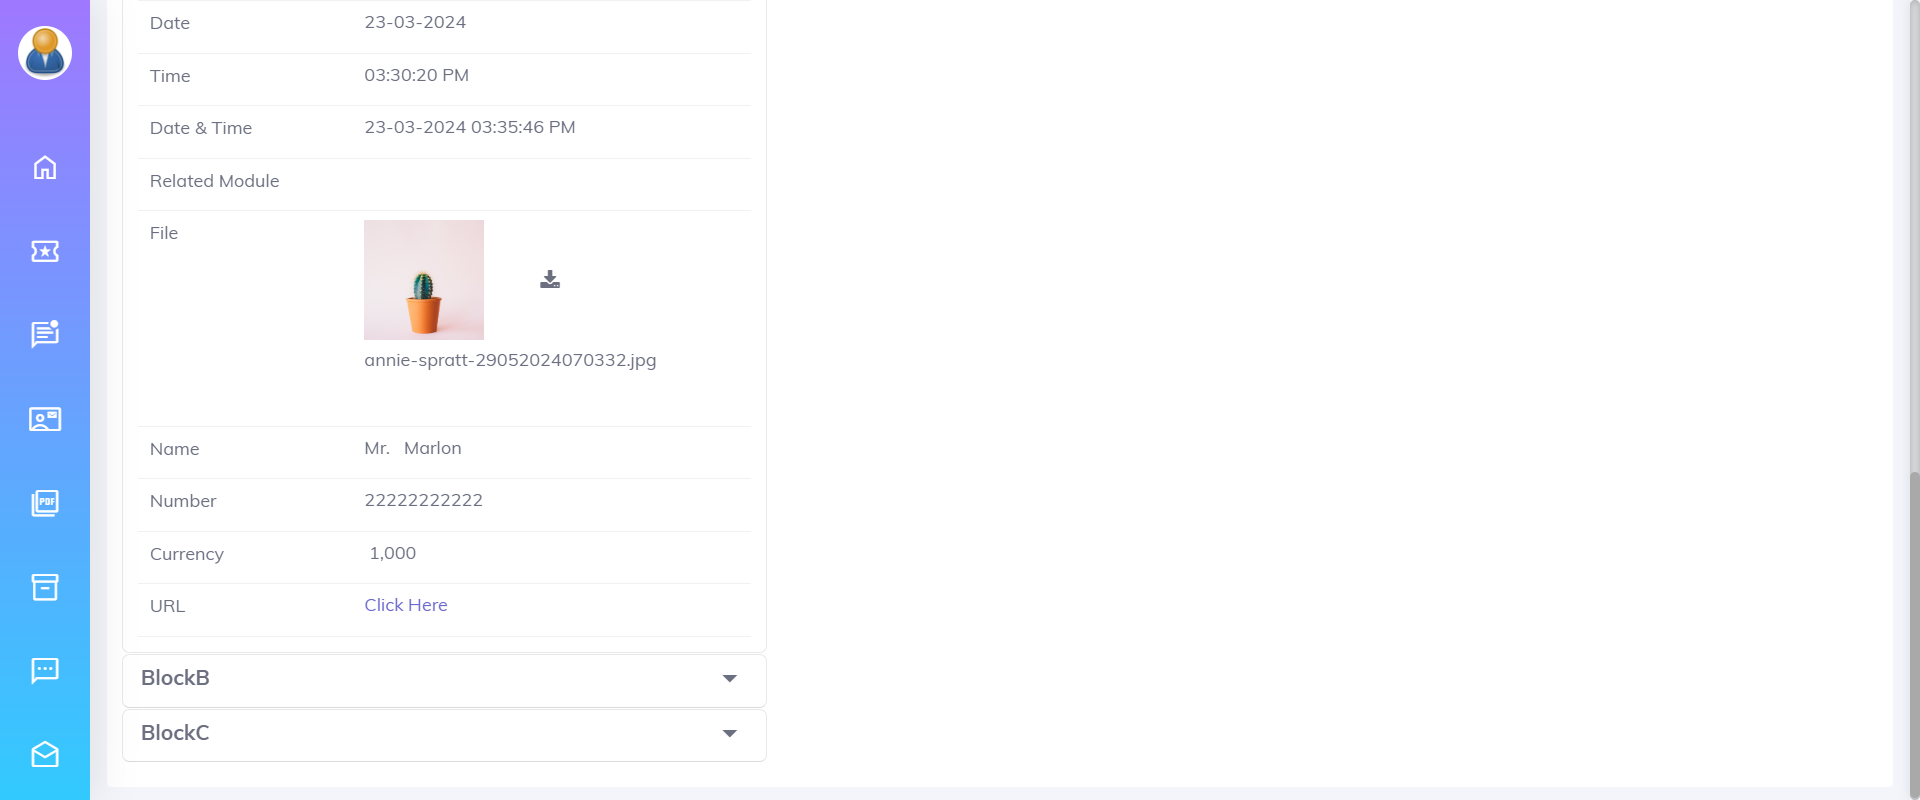 Date 23-03-2024
Time 03:30:20 PM
Date & Time 23-03-2024 03:35:46 PM
Related Module
File
annie-spratt-29052024070332.jpg
Name Mr. Marlon
Number 22222222222
Currency 1,000
URL Click Here
BlockB
BlockC
PDF